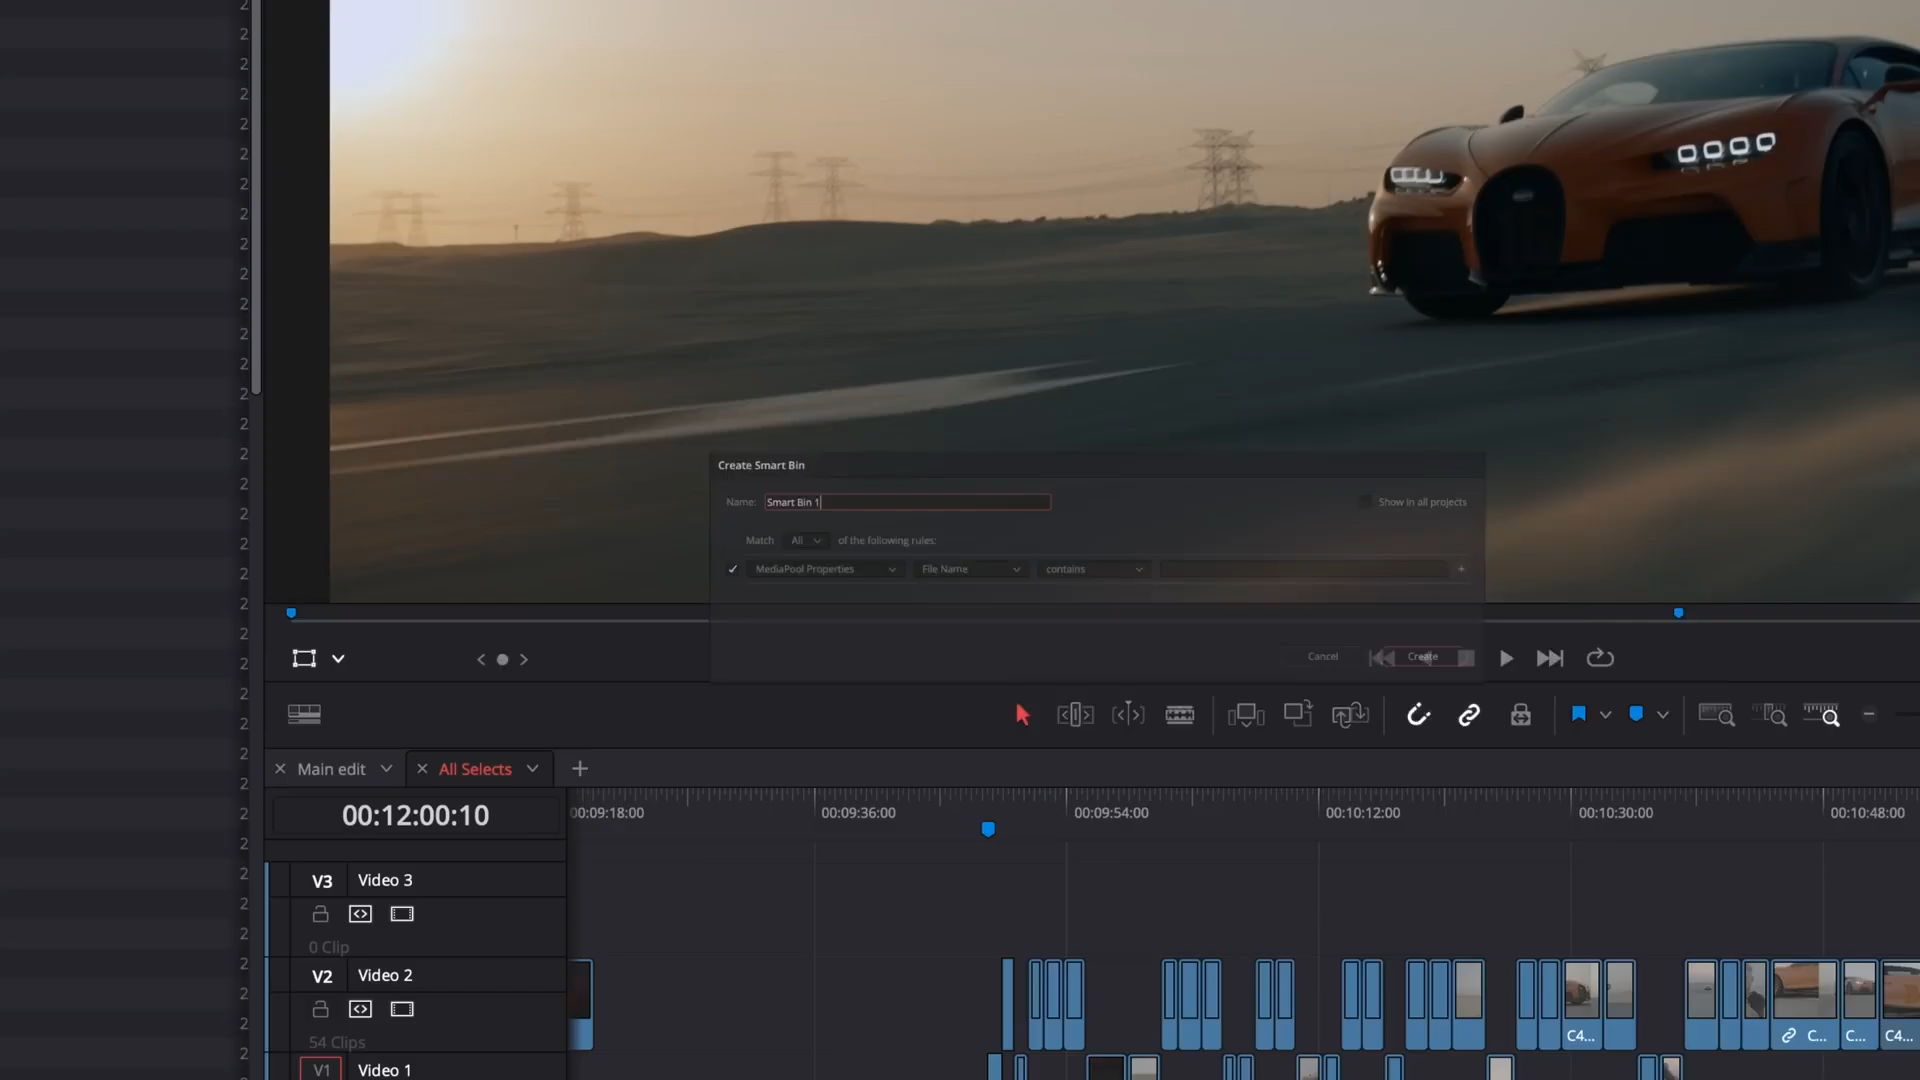 Create Smart Bin
Name: Smart Bin 1
Show in all projects
Match All of the following rules:
MediaPool Properties File Name contains +
Cancel Create
Main edit All Selects +
00:12:00:10
00:09:18:00 00:09:36:00 00:09:54:00 00:10:12:00 00:10:30:00 00:10:48:00
V3 Video 3
0 Clip
V2 Video 2
54 Clips
C4... C... C... C4...
V1 Video 1